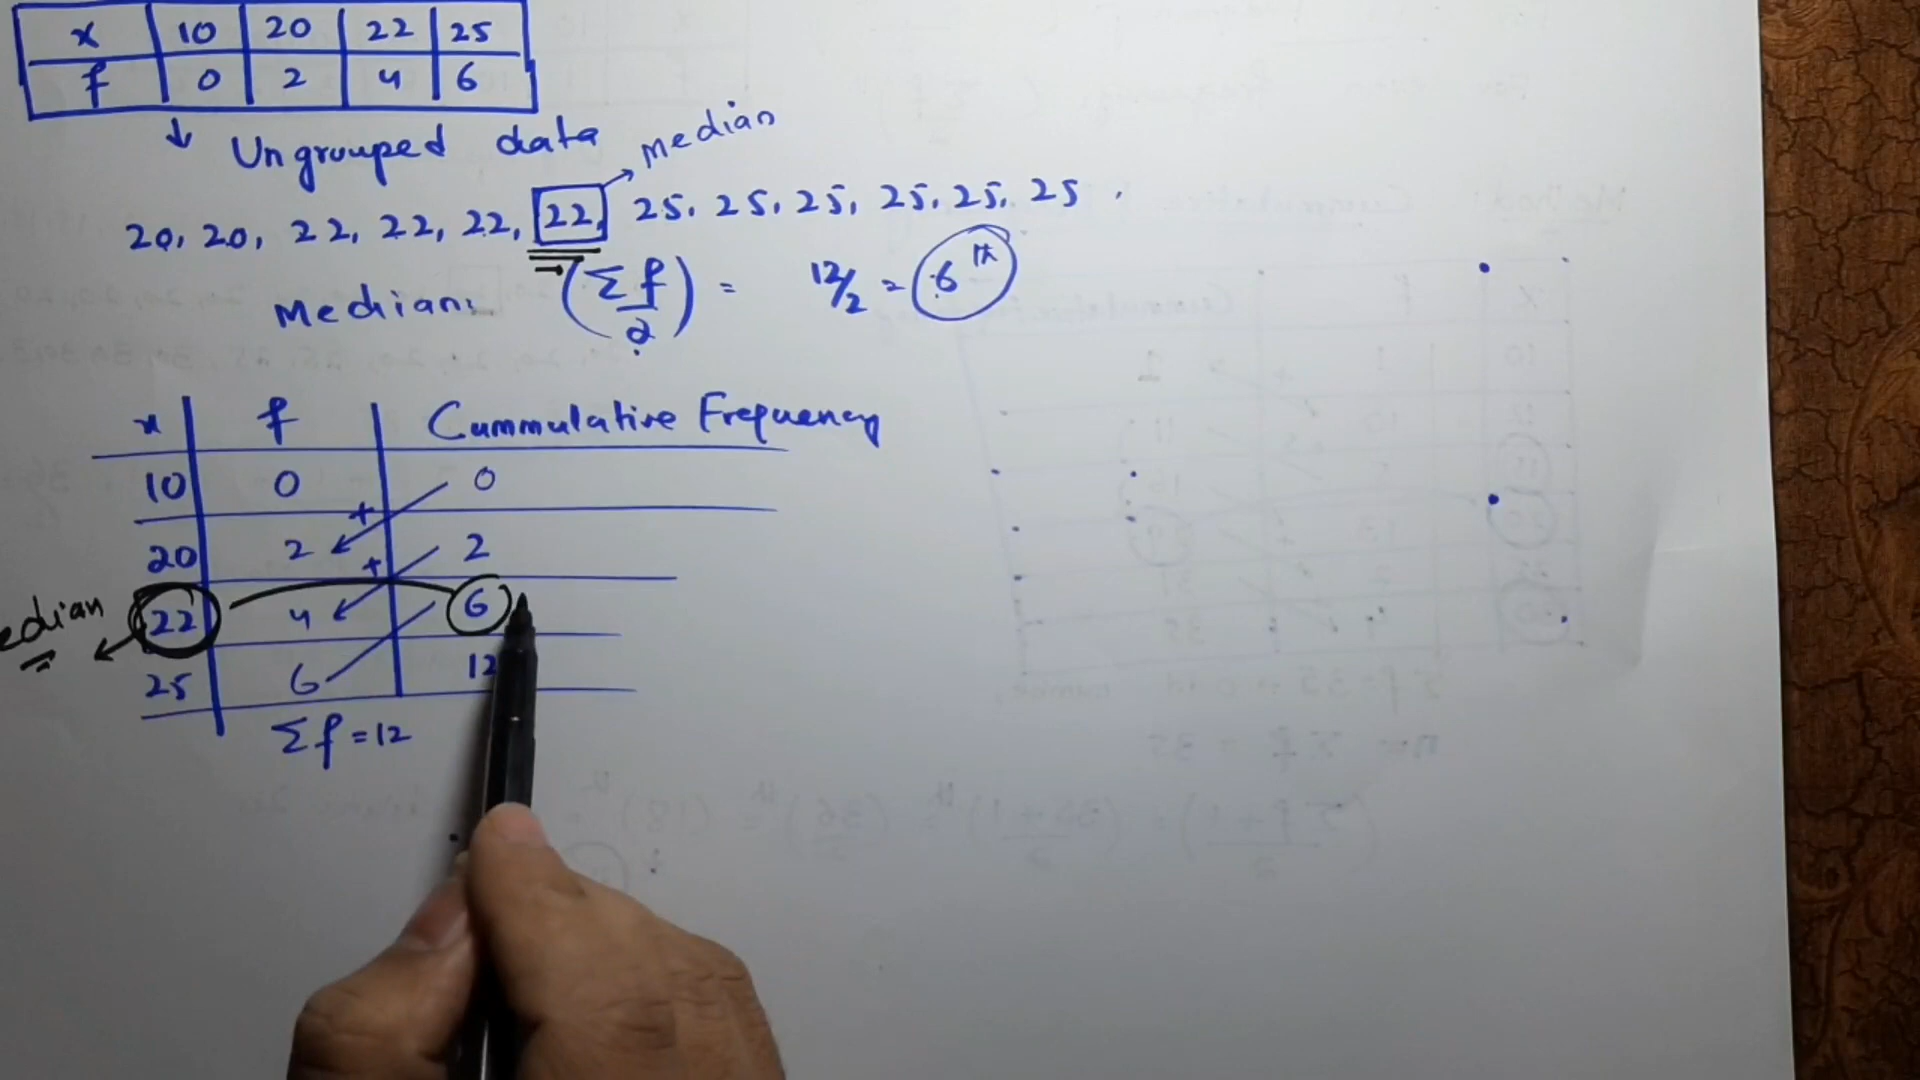 x 10 20 22 25
f 0 2 4 6
↓ Ungrouped data
→ median
20, 20, 22, 22, 22, 22, 25, 25, 25, 25, 25, 25
Median: (Σf/2) = 12/2 = 6th
x f Cummulative Frequency
10 0 0
20 2 + 2
22 4 + 6
edian
25 6 12
Σf = 12